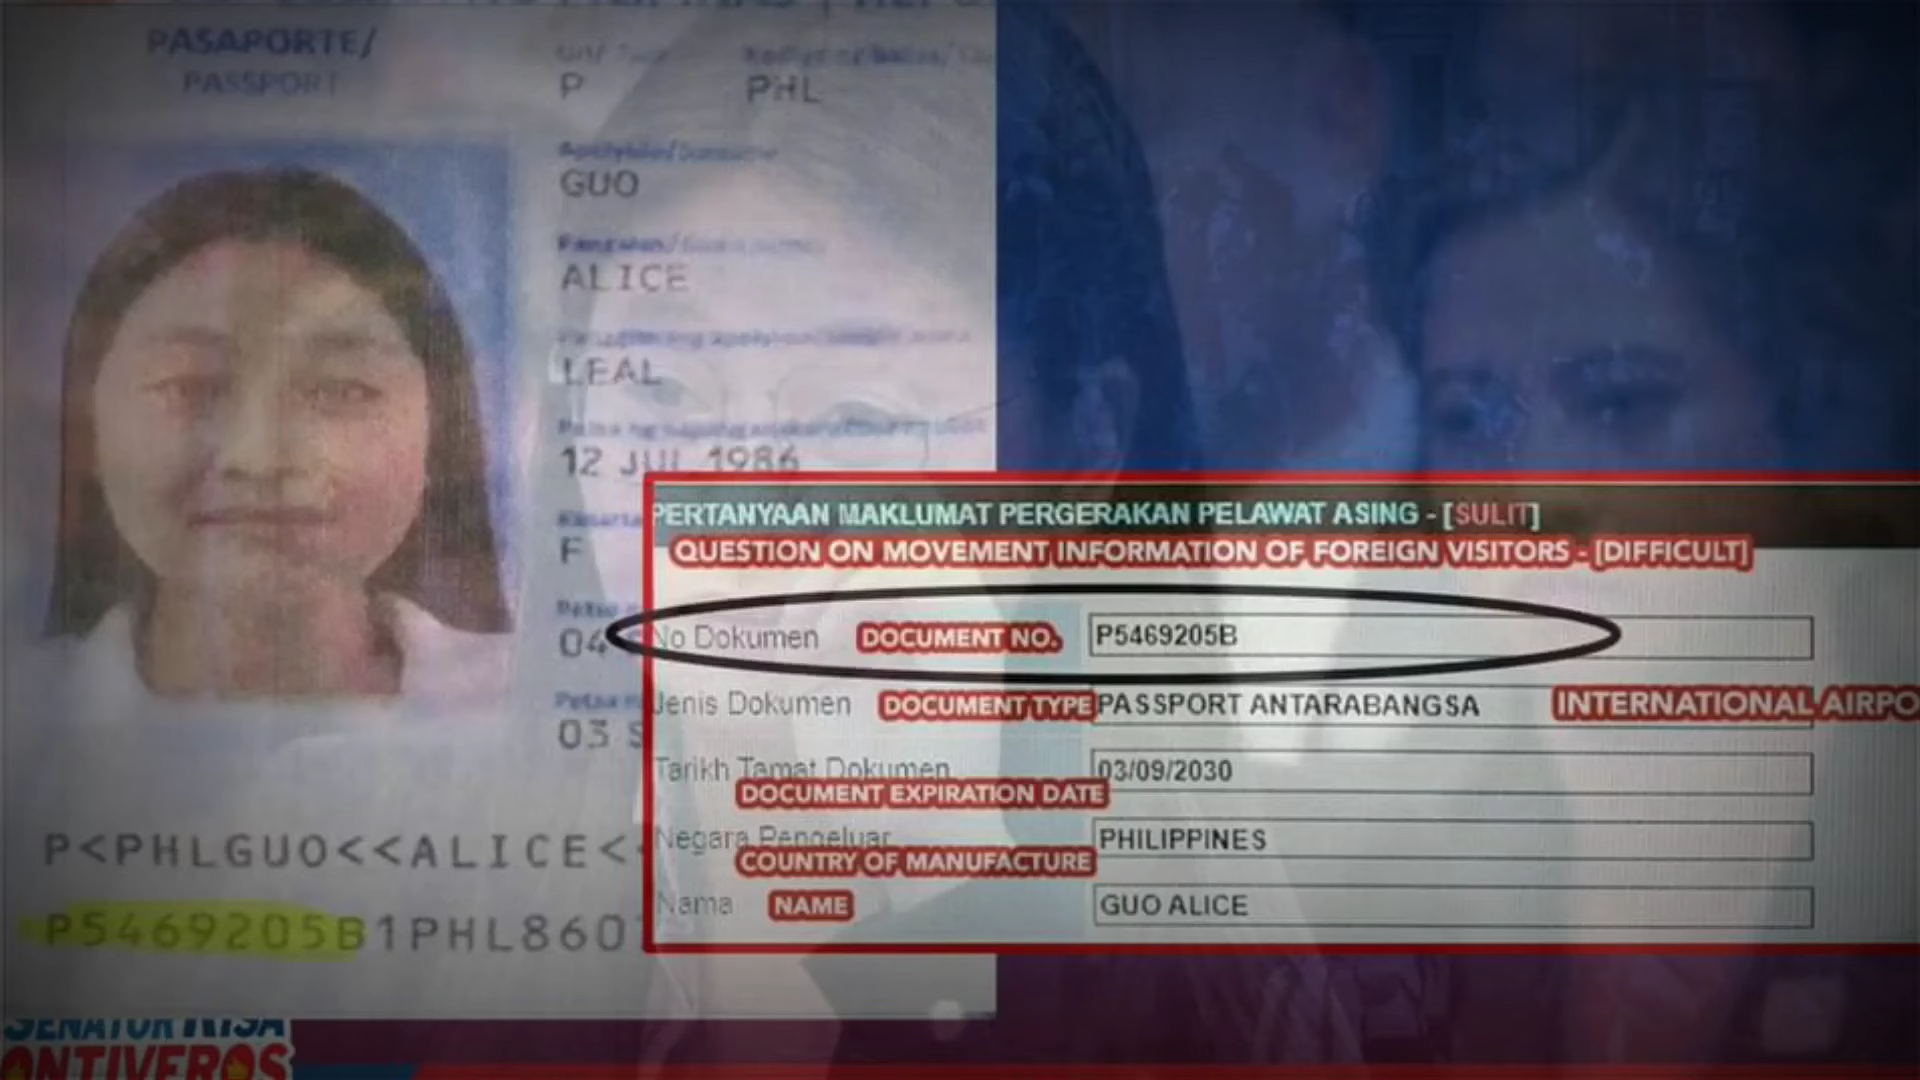 PASAPORTE/
PASSPORT
P
PHL
GUO
ALICE
LEAL
12 JUL 1986
F
04
03 S
P<PHLGUO<<ALICE<
P5469205B1PHL860
PERTANYAAN MAKLUMAT PERGERAKAN PELAWAT ASING - [SULIT]
QUESTION ON MOVEMENT INFORMATION OF FOREIGN VISITORS - [DIFFICULT]
No Dokumen DOCUMENT NO. P5469205B
Jenis Dokumen DOCUMENT TYPE PASSPORT ANTARABANGSA INTERNATIONAL AIRPO
Tarikh Tamat Dokumen 03/09/2030
DOCUMENT EXPIRATION DATE
Negara Pengeluar PHILIPPINES
COUNTRY OF MANUFACTURE
Nama NAME GUO ALICE
SENATOR RISA
ONTIVEROS